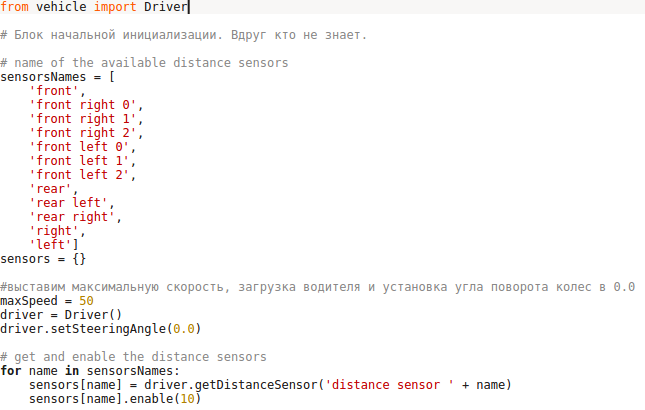 from vehicle import Driver
# Блок начальной инициализации. Вдруг кто не знает.
# name of the available distance sensors
sensorsNames = [
    'front',
    'front right 0',
    'front right 1',
    'front right 2',
    'front left 0',
    'front left 1',
    'front left 2',
    'rear',
    'rear left',
    'rear right',
    'right',
    'left']
sensors = {}
#выставим максимальную скорость, загрузка водителя и установка угла поворота колес в 0.0
maxSpeed = 50
driver = Driver()
driver.setSteeringAngle(0.0)
# get and enable the distance sensors
for name in sensorsNames:
    sensors[name] = driver.getDistanceSensor('distance sensor ' + name)
    sensors[name].enable(10)